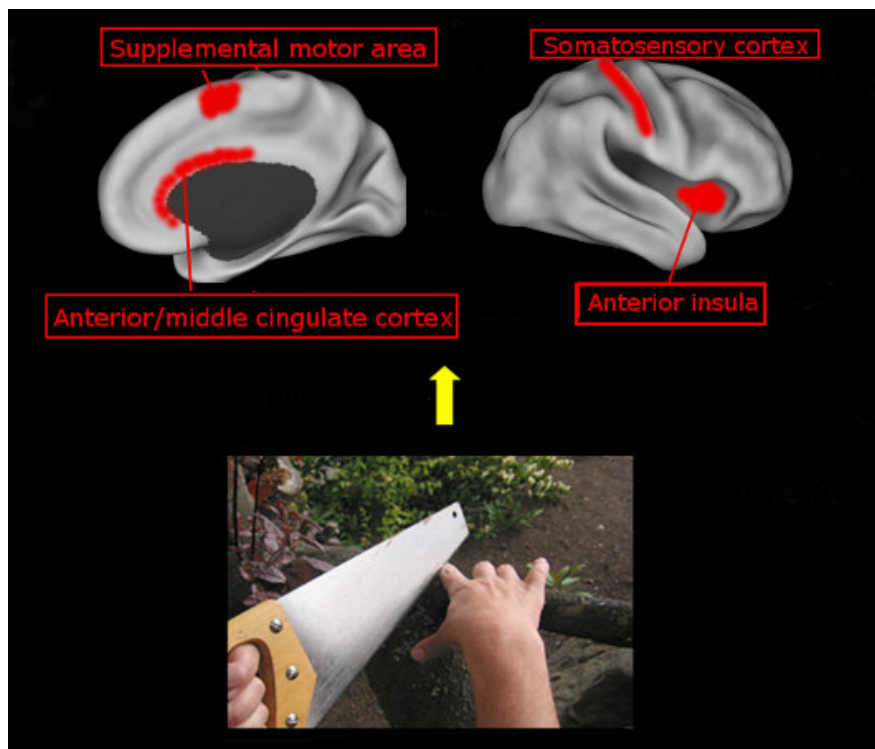 Supplemental motor area
Somatosensory cortex
Anterior/middle cingulate cortex
Anterior insula